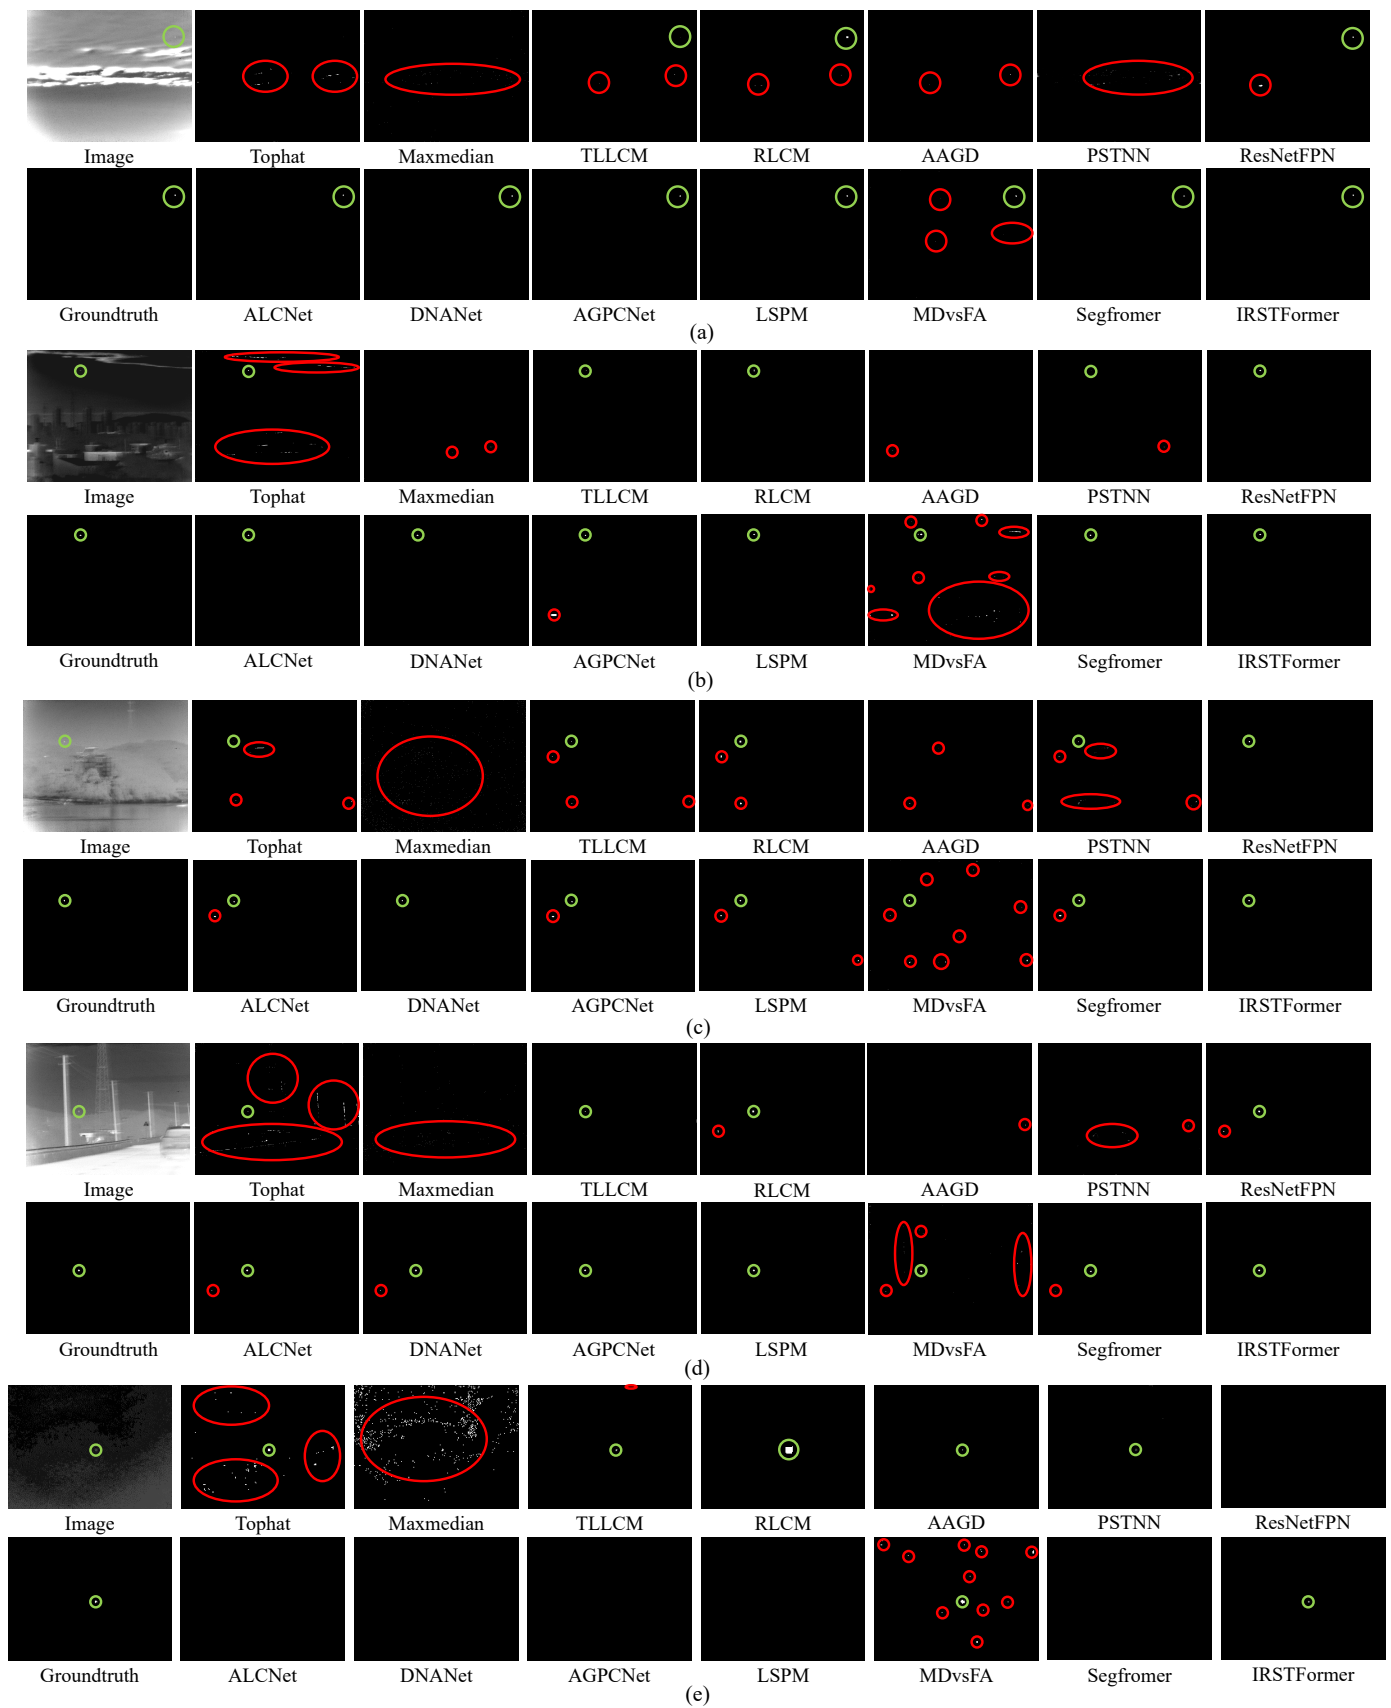 Image Tophat Maxmedian TLLCM RLCM AAGD PSTNN ResNetFPN
Groundtruth ALCNet DNANet AGPCNet LSPM MDvsFA Segfromer IRSTFormer
(a)
Image Tophat Maxmedian TLLCM RLCM AAGD PSTNN ResNetFPN
Groundtruth ALCNet DNANet AGPCNet LSPM MDvsFA Segfromer IRSTFormer
(b)
Image Tophat Maxmedian TLLCM RLCM AAGD PSTNN ResNetFPN
Groundtruth ALCNet DNANet AGPCNet LSPM MDvsFA Segfromer IRSTFormer
(c)
Image Tophat Maxmedian TLLCM RLCM AAGD PSTNN ResNetFPN
Groundtruth ALCNet DNANet AGPCNet LSPM MDvsFA Segfromer IRSTFormer
(d)
Image Tophat Maxmedian TLLCM RLCM AAGD PSTNN ResNetFPN
Groundtruth ALCNet DNANet AGPCNet LSPM MDvsFA Segfromer IRSTFormer
(e)